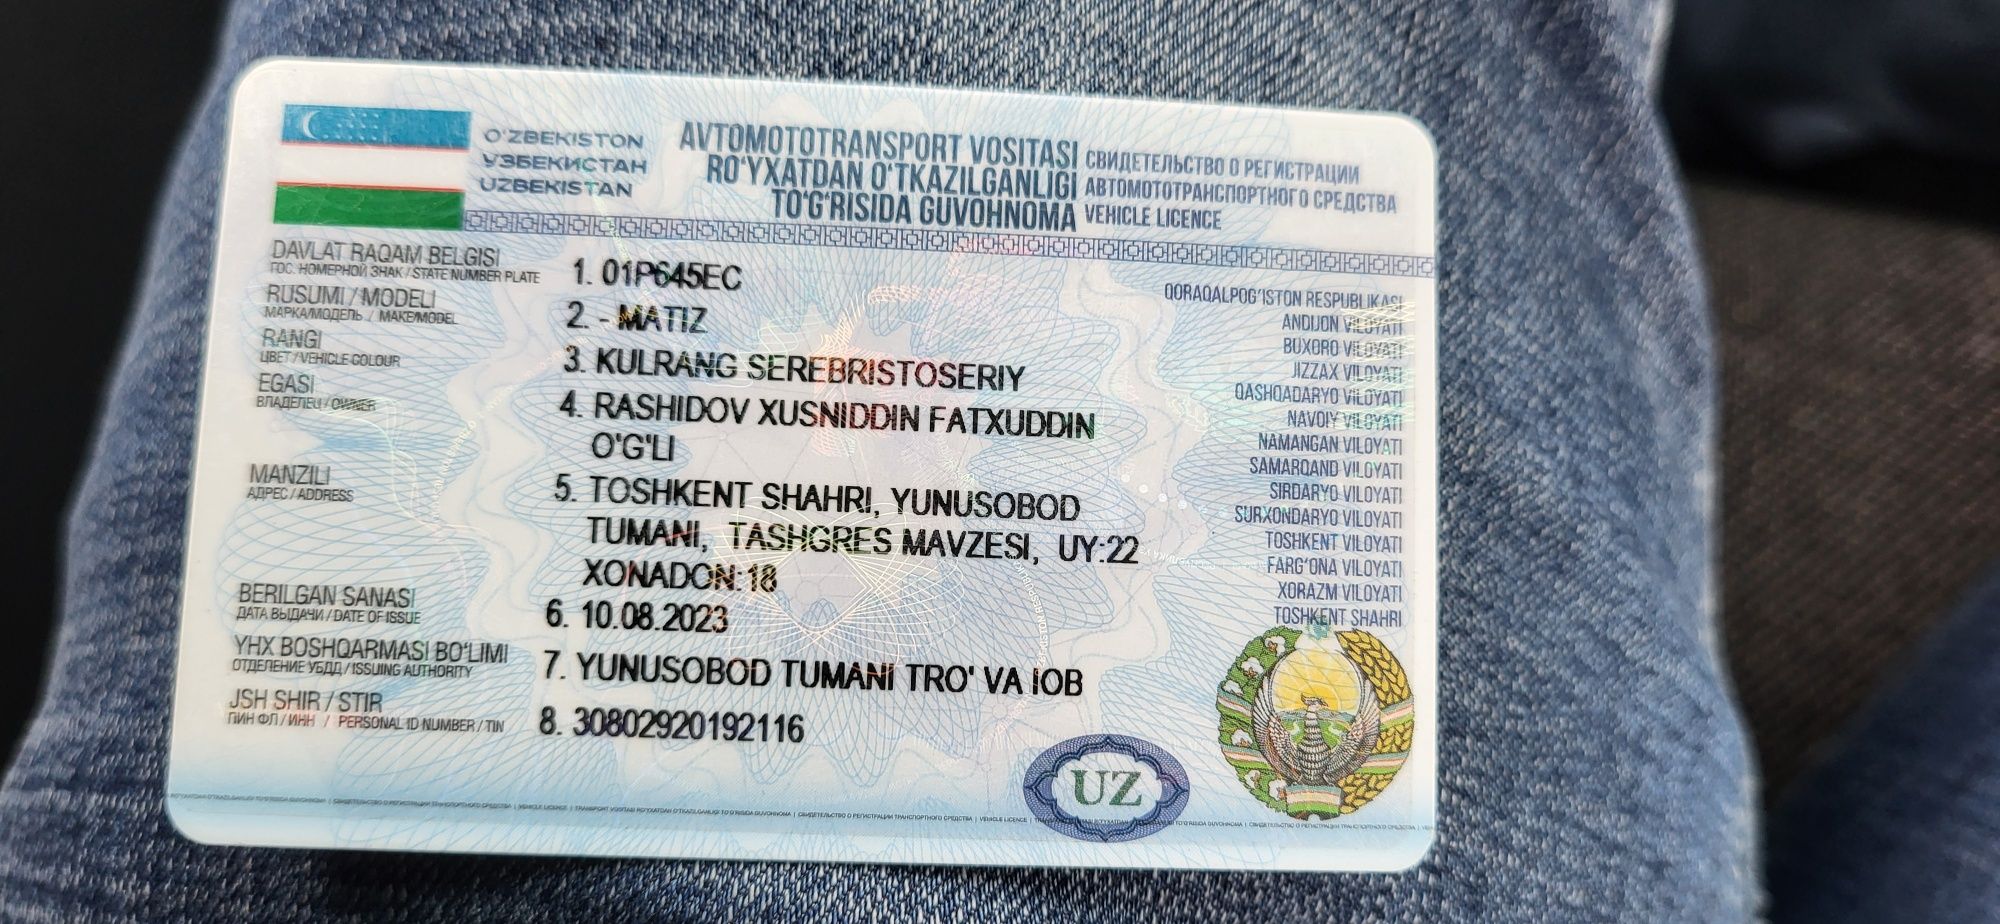 O'ZBEKISTON
ЎЗБЕКИСТАН
UZBEKISTAN
AVTOMOTOTRANSPORT VOSITASI
RO'YXATDAN O'TKAZILGANLIGI
TO'G'RISIDA GUVOHNOMA
СВИДЕТЕЛЬСТВО О РЕГИСТРАЦИИ
АВТОМОТОТРАНСПОРТНОГО СРЕДСТВА
VEHICLE LICENCE
DAVLAT RAQAM BELGISI
ГОС. НОМЕРНОЙ ЗНАК / STATE NUMBER PLATE
1. 01P645EC
RUSUMI / MODELI
МАРКА/МОДЕЛЬ / MAKE/MODEL
2. - MATIZ
RANGI
ЦВЕТ / VEHICLE COLOUR
3. KULRANG SEREBRISTOSERIY
EGASI
ВЛАДЕЛЕЦ / OWNER
4. RASHIDOV XUSNIDDIN FATXUDDIN
O'G'LI
MANZILI
АДРЕС / ADDRESS
5. TOSHKENT SHAHRI, YUNUSOBOD
TUMANI, TASHGRES MAVZESI, UY:22
XONADON:18
BERILGAN SANASI
ДАТА ВЫДАЧИ / DATE OF ISSUE
6. 10.08.2023
YHX BOSHQARMASI BO'LIMI
ОТДЕЛЕНИЕ УБДД / ISSUING AUTHORITY
7. YUNUSOBOD TUMANI TRO' VA IOB
JSH SHIR / STIR
ПИН ФЛ / ИНН / PERSONAL ID NUMBER / TIN
8. 30802920192116
QORAQALPOG'ISTON RESPUBLIKASI
ANDIJON VILOYATI
BUXORO VILOYATI
JIZZAX VILOYATI
QASHQADARYO VILOYATI
NAVOIY VILOYATI
NAMANGAN VILOYATI
SAMARQAND VILOYATI
SIRDARYO VILOYATI
SURXONDARYO VILOYATI
TOSHKENT VILOYATI
FARG'ONA VILOYATI
XORAZM VILOYATI
TOSHKENT SHAHRI
UZ